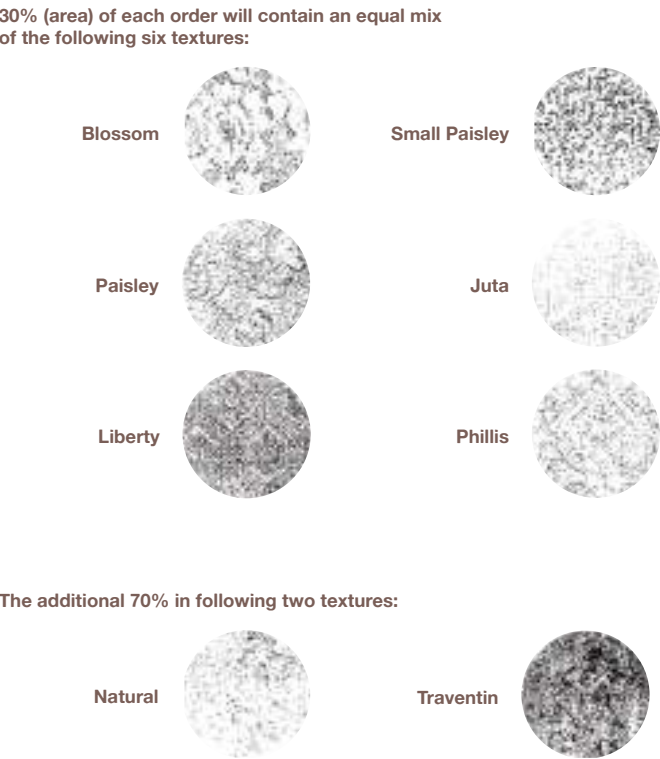 30% (area) of each order will contain an equal mix
of the following six textures:
Blossom
Small Paisley
Paisley
Juta
Liberty
Phillis
The additional 70% in following two textures:
Natural
Traventin